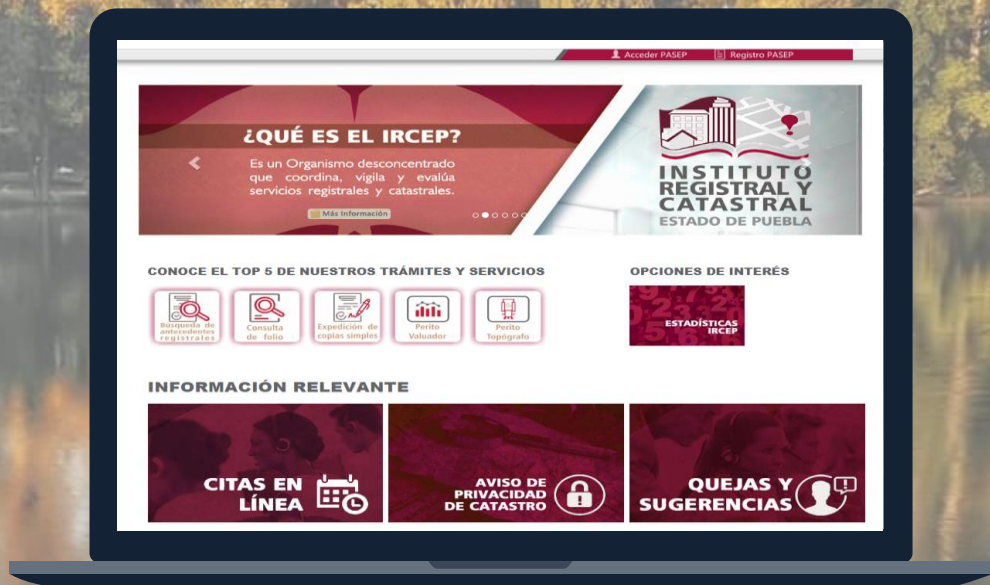 Acceder PASEP
Registro PASEP
¿QUÉ ES EL IRCEP?
Es un Organismo desconcentrado
que coordina, vigila y evalúa
servicios registrales y catastrales.
Más Información
INSTITUTO
REGISTRAL Y
CATASTRAL
ESTADO DE PUEBLA
CONOCE EL TOP 5 DE NUESTROS TRÁMITES Y SERVICIOS
Búsqueda de
antecedentes
registrales
Consulta
de folio
Expedición de
copias simples
Perito
Valuador
Perito
Topógrafo
OPCIONES DE INTERÉS
ESTADÍSTICAS
IRCEP
INFORMACIÓN RELEVANTE
CITAS EN
LÍNEA
AVISO DE
PRIVACIDAD
DE CATASTRO
QUEJAS Y
SUGERENCIAS